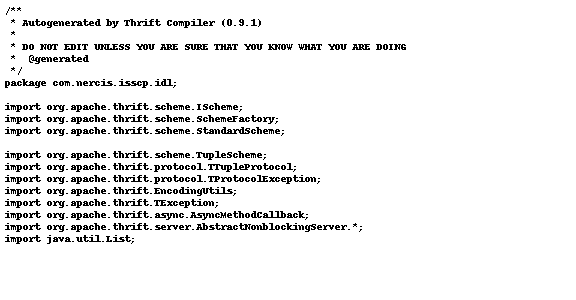 /**
 * Autogenerated by Thrift Compiler (0.9.1)
 *
 * DO NOT EDIT UNLESS YOU ARE SURE THAT YOU KNOW WHAT YOU ARE DOING
 *  @generated
 */
package com.nercis.isscp.idl;

import org.apache.thrift.scheme.IScheme;
import org.apache.thrift.scheme.SchemeFactory;
import org.apache.thrift.scheme.StandardScheme;

import org.apache.thrift.scheme.TupleScheme;
import org.apache.thrift.protocol.TTupleProtocol;
import org.apache.thrift.protocol.TProtocolException;
import org.apache.thrift.EncodingUtils;
import org.apache.thrift.TException;
import org.apache.thrift.async.AsyncMethodCallback;
import org.apache.thrift.server.AbstractNonblockingServer.*;
import java.util.List;